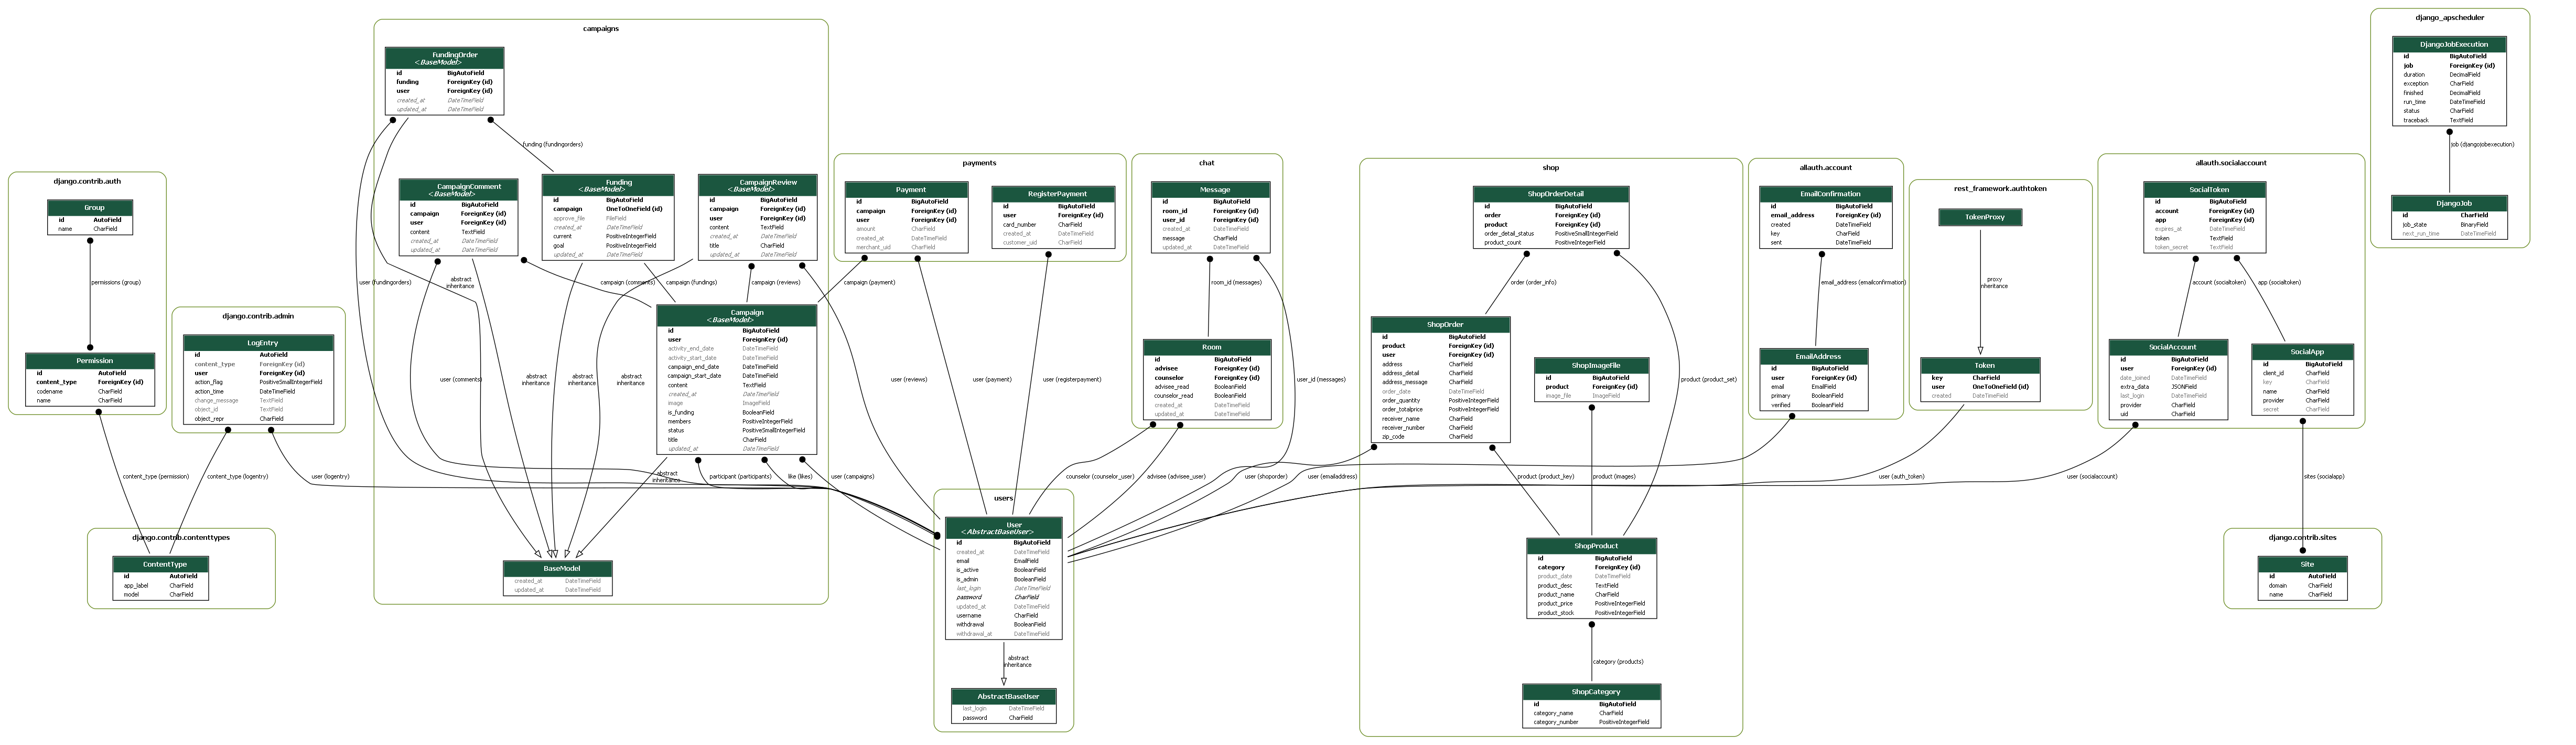 django.contrib.auth
Group
id AutoField
name CharField
permissions (group)
Permission
id AutoField
content_type ForeignKey (id)
codename CharField
name CharField
content_type (permission)
django.contrib.admin
LogEntry
id AutoField
content_type ForeignKey (id)
user ForeignKey (id)
action_flag PositiveSmallIntegerField
action_time DateTimeField
change_message TextField
object_id TextField
object_repr CharField
content_type (logentry)
user (logentry)
django.contrib.contenttypes
ContentType
id AutoField
app_label CharField
model CharField
campaigns
FundingOrder
<BaseModel>
id BigAutoField
funding ForeignKey (id)
user ForeignKey (id)
created_at DateTimeField
updated_at DateTimeField
funding (fundingorders)
CampaignComment
<BaseModel>
id BigAutoField
campaign ForeignKey (id)
user ForeignKey (id)
content TextField
created_at DateTimeField
updated_at DateTimeField
Funding
<BaseModel>
id BigAutoField
campaign OneToOneField (id)
approve_file FileField
created_at DateTimeField
current PositiveIntegerField
goal PositiveIntegerField
updated_at DateTimeField
CampaignReview
<BaseModel>
id BigAutoField
campaign ForeignKey (id)
user ForeignKey (id)
content TextField
created_at DateTimeField
title CharField
updated_at DateTimeField
user (fundingorders)
abstract
inheritance
campaign (comments)
campaign (fundings)
campaign (reviews)
Campaign
<BaseModel>
id BigAutoField
user ForeignKey (id)
activity_end_date DateTimeField
activity_start_date DateTimeField
campaign_end_date DateTimeField
campaign_start_date DateTimeField
content TextField
created_at DateTimeField
image ImageField
is_funding BooleanField
members PositiveIntegerField
status PositiveSmallIntegerField
title CharField
updated_at DateTimeField
user (comments)
abstract
inheritance
abstract
inheritance
abstract
inheritance
abstract
inheritance
participant (participants)
like (likes)
user (campaigns)
BaseModel
created_at DateTimeField
updated_at DateTimeField
payments
Payment
id BigAutoField
campaign ForeignKey (id)
user ForeignKey (id)
amount CharField
created_at DateTimeField
merchant_uid CharField
RegisterPayment
id BigAutoField
user ForeignKey (id)
card_number CharField
created_at DateTimeField
customer_uid CharField
campaign (payment)
user (reviews)
user (payment)
user (registerpayment)
chat
Message
id BigAutoField
room_id ForeignKey (id)
user_id ForeignKey (id)
created_at DateTimeField
message CharField
updated_at DateTimeField
room_id (messages)
Room
id BigAutoField
advisee ForeignKey (id)
counselor ForeignKey (id)
advisee_read BooleanField
counselor_read BooleanField
created_at DateTimeField
updated_at DateTimeField
user_id (messages)
counselor (counselor_user)
advisee (advisee_user)
user (shoporder)
user (emailaddress)
users
User
<AbstractBaseUser>
id BigAutoField
created_at DateTimeField
email EmailField
is_active BooleanField
is_admin BooleanField
last_login DateTimeField
password CharField
updated_at DateTimeField
username CharField
withdrawal BooleanField
withdrawal_at DateTimeField
abstract
inheritance
AbstractBaseUser
last_login DateTimeField
password CharField
shop
ShopOrderDetail
id BigAutoField
order ForeignKey (id)
product ForeignKey (id)
order_detail_status PositiveSmallIntegerField
product_count PositiveIntegerField
order (order_info)
ShopOrder
id BigAutoField
product ForeignKey (id)
user ForeignKey (id)
address CharField
address_detail CharField
address_message CharField
order_date DateTimeField
order_quantity PositiveIntegerField
order_totalprice PositiveIntegerField
receiver_name CharField
receiver_number CharField
zip_code CharField
ShopImageFile
id BigAutoField
product ForeignKey (id)
image_file ImageField
product (product_set)
product (product_key)
product (images)
ShopProduct
id BigAutoField
category ForeignKey (id)
product_date DateTimeField
product_desc TextField
product_name CharField
product_price PositiveIntegerField
product_stock PositiveIntegerField
category (products)
ShopCategory
id BigAutoField
category_name CharField
category_number PositiveIntegerField
allauth.account
EmailConfirmation
id BigAutoField
email_address ForeignKey (id)
created DateTimeField
key CharField
sent DateTimeField
email_address (emailconfirmation)
EmailAddress
id BigAutoField
user ForeignKey (id)
email EmailField
primary BooleanField
verified BooleanField
rest_framework.authtoken
TokenProxy
proxy
inheritance
Token
key CharField
user OneToOneField (id)
created DateTimeField
user (auth_token)
allauth.socialaccount
SocialToken
id BigAutoField
account ForeignKey (id)
app ForeignKey (id)
expires_at DateTimeField
token TextField
token_secret TextField
account (socialtoken)
app (socialtoken)
SocialAccount
id BigAutoField
user ForeignKey (id)
date_joined DateTimeField
extra_data JSONField
last_login DateTimeField
provider CharField
uid CharField
SocialApp
id BigAutoField
client_id CharField
key CharField
name CharField
provider CharField
secret CharField
user (socialaccount)
sites (socialapp)
django.contrib.sites
Site
id AutoField
domain CharField
name CharField
django_apscheduler
DjangoJobExecution
id BigAutoField
job ForeignKey (id)
duration DecimalField
exception CharField
finished DecimalField
run_time DateTimeField
status CharField
traceback TextField
job (djangojobexecution)
DjangoJob
id CharField
job_state BinaryField
next_run_time DateTimeField